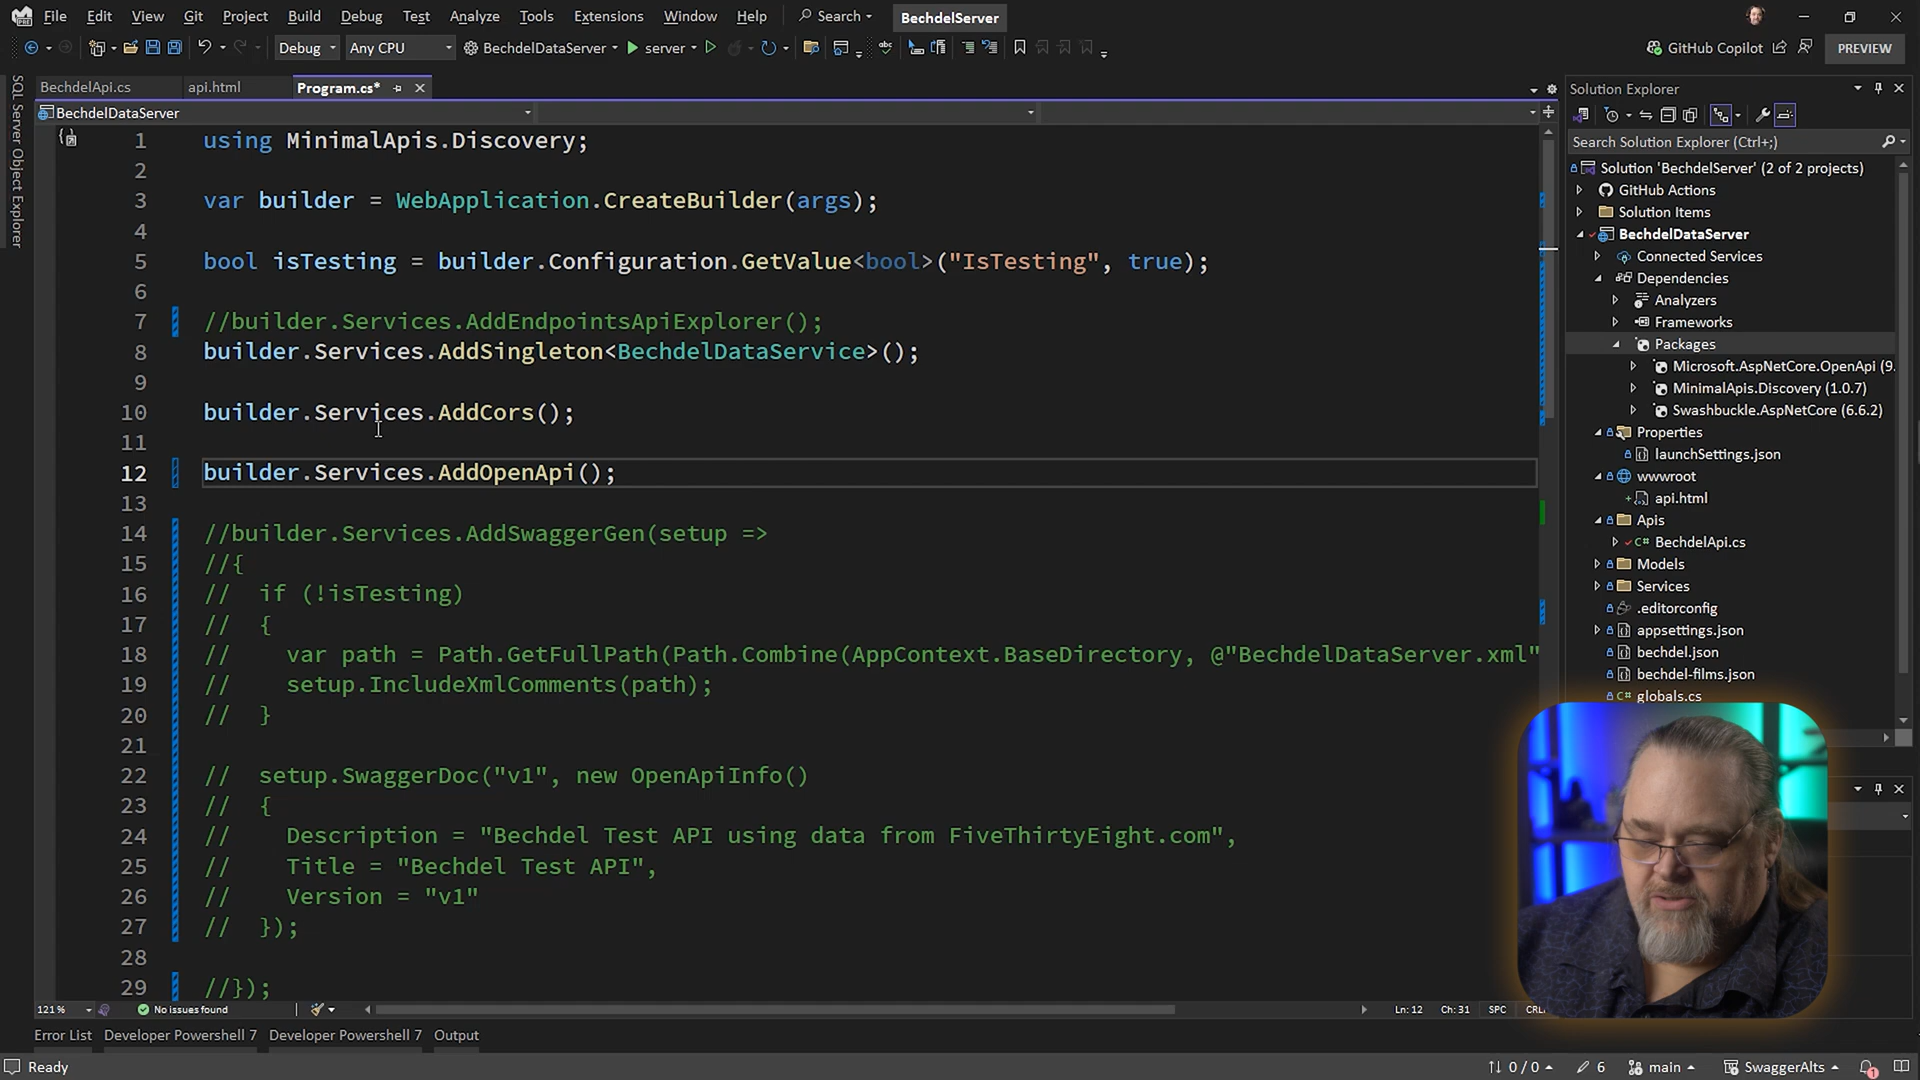 File Edit View Git Project Build Debug Test Analyze Tools Extensions Window Help Search BechdelServer
Debug Any CPU BechdelDataServer server GitHub Copilot PREVIEW
SQL Server Object Explorer
BechdelApi.cs api.html Program.cs*
BechdelDataServer
1 using MinimalApis.Discovery;
2
3 var builder = WebApplication.CreateBuilder(args);
4
5 bool isTesting = builder.Configuration.GetValue<bool>("IsTesting", true);
6
7 //builder.Services.AddEndpointsApiExplorer();
8 builder.Services.AddSingleton<BechdelDataService>();
9
10 builder.Services.AddCors();
11
12 builder.Services.AddOpenApi();
13
14 //builder.Services.AddSwaggerGen(setup =>
15 //{
16 //  if (!isTesting)
17 //  {
18 //    var path = Path.GetFullPath(Path.Combine(AppContext.BaseDirectory, @"BechdelDataServer.xml"
19 //    setup.IncludeXmlComments(path);
20 //  }
21
22 //  setup.SwaggerDoc("v1", new OpenApiInfo()
23 //  {
24 //    Description = "Bechdel Test API using data from FiveThirtyEight.com",
25 //    Title = "Bechdel Test API",
26 //    Version = "v1"
27 //  });
28
29 //});
Solution Explorer
Search Solution Explorer (Ctrl+;)
Solution 'BechdelServer' (2 of 2 projects)
GitHub Actions
Solution Items
BechdelDataServer
Connected Services
Dependencies
Analyzers
Frameworks
Packages
Microsoft.AspNetCore.OpenApi (9.
MinimalApis.Discovery (1.0.7)
Swashbuckle.AspNetCore (6.6.2)
Properties
launchSettings.json
wwwroot
api.html
Apis
BechdelApi.cs
Models
Services
.editorconfig
appsettings.json
bechdel.json
bechdel-films.json
globals.cs
121 % No issues found Ln: 12 Ch: 31 SPC
Error List Developer Powershell 7 Developer Powershell 7 Output
Ready 0 / 0 6 main SwaggerAlts 1